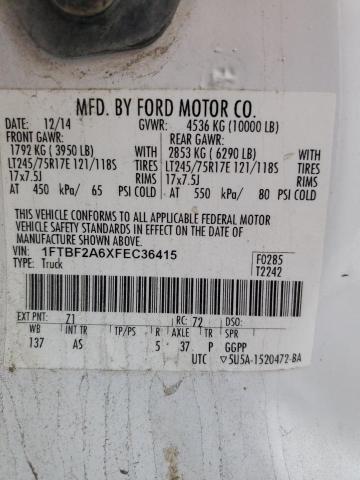 MFD. BY FORD MOTOR CO.
12/14 GVWR: 4536 KG (10000 LB)
FRONT GAWR: REAR GAWR:
1792 KG ( 3950 LB) 2853 KG ( 6290 LB)
LT245/75R17E 121/118S TIRES LT245/75R17E 121/118S TIRES
17x7.5J RIMS 17x7.5J RIMS
AT 450 kPa/ 65 PSI COLD AT 550 kPa/ 80 PSI COLD
THIS VEHICLE CONFORMS TO ALL APPLICABLE FEDERAL MOTOR
VEHICLE SAFETY STANDARDS IN EFFECT ON THE DATE OF
MANUFACTURE SHOWN ABOVE.
VIN: 1FTBF2A6XFEC36415 F0285
TYPE: Truck T2242
EXT PNT: Z1 RC: 72 DSO:
WB INT TR TP/PS R AXLE TR SPR
137 AS 5 37 P GGPP
UTC ▽5U5A-1520472-BA